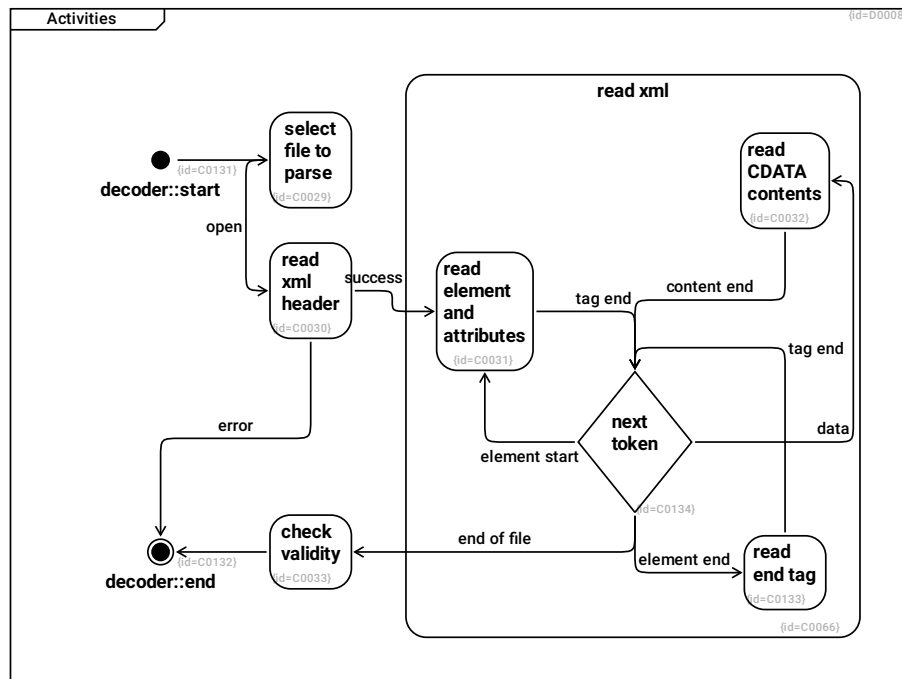 Activities
{id=D0008
read xml
select
file to
parse
{id=C0029}
{id=C0131}
decoder::start
read
CDATA
contents
{id=C0032}
open
read
xml
header
{id=C0030}
success
read
element
and
attributes
{id=C0031}
tag end
content end
tag end
next
token
{id=C0134}
data
element start
error
end of file
element end
check
validity
{id=C0033}
{id=C0132}
decoder::end
read
end tag
{id=C0133}
{id=C0066}